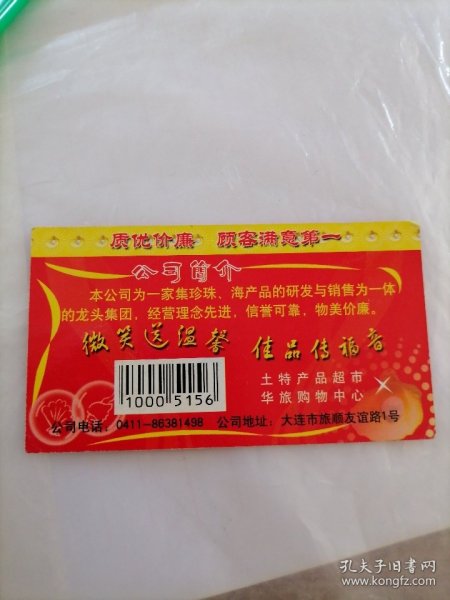 质优价廉 顾客满意第一
公司简介
本公司为一家集珍珠、海产品的研发与销售为一体
的龙头集团，经营理念先进，信誉可靠，物美价廉。
微笑送温馨 佳品传福音
10005156
土特产品超市
华旅购物中心
公司电话：0411-86381498 公司地址：大连市旅顺友谊路1号
孔夫子旧书网
www.kongfz.com